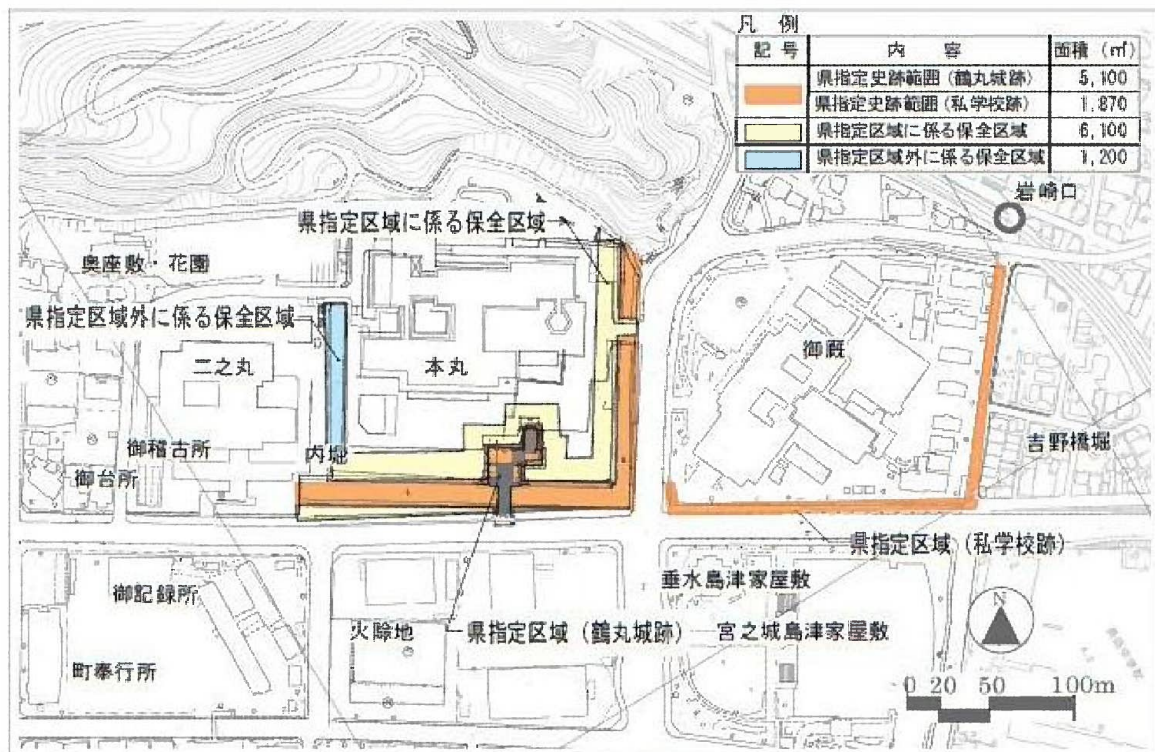 凡 例
記号 内 容 面積 (㎡)
県指定史跡範囲(鶴丸城跡) 5,100
県指定史跡範囲(私学校跡) 1,870
県指定区域に係る保全区域 6,100
県指定区域外に係る保全区域 1,200
岩崎口
県指定区域に係る保全区域
奥座敷・花園
県指定区域外に係る保全区域
二之丸
本丸
御厩
御稽古所
内堀
吉野橋堀
御台所
県指定区域(私学校跡)
垂水島津家屋敷
御記録所
火除地
県指定区域(鶴丸城跡)
宮之城島津家屋敷
町奉行所
N
0 20 50 100m